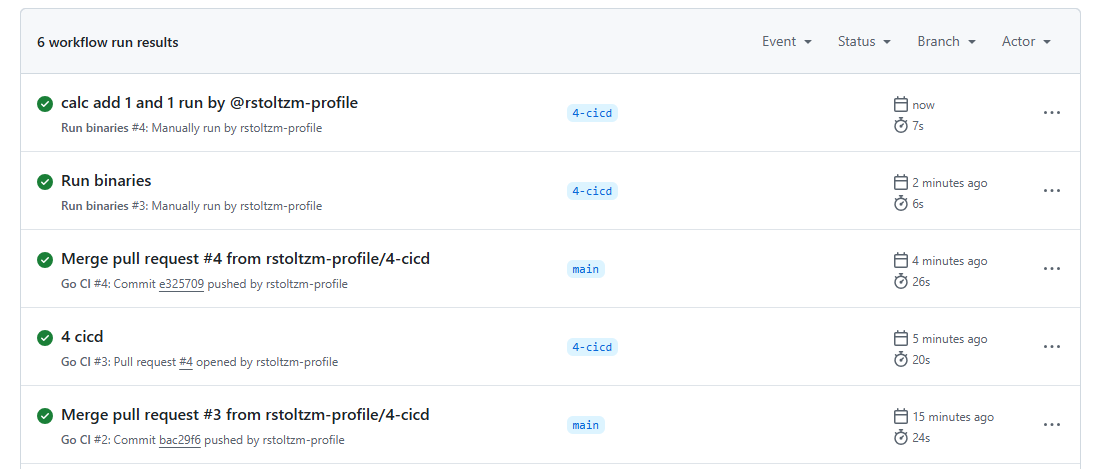 6 workflow run results
Event Status Branch Actor
calc add 1 and 1 run by @rstoltzm-profile
Run binaries #4: Manually run by rstoltzm-profile
4-cicd
now
7s
Run binaries
Run binaries #3: Manually run by rstoltzm-profile
4-cicd
2 minutes ago
6s
Merge pull request #4 from rstoltzm-profile/4-cicd
Go CI #4: Commit e325709 pushed by rstoltzm-profile
main
4 minutes ago
26s
4 cicd
Go CI #3: Pull request #4 opened by rstoltzm-profile
4-cicd
5 minutes ago
20s
Merge pull request #3 from rstoltzm-profile/4-cicd
Go CI #2: Commit bac29f6 pushed by rstoltzm-profile
main
15 minutes ago
24s